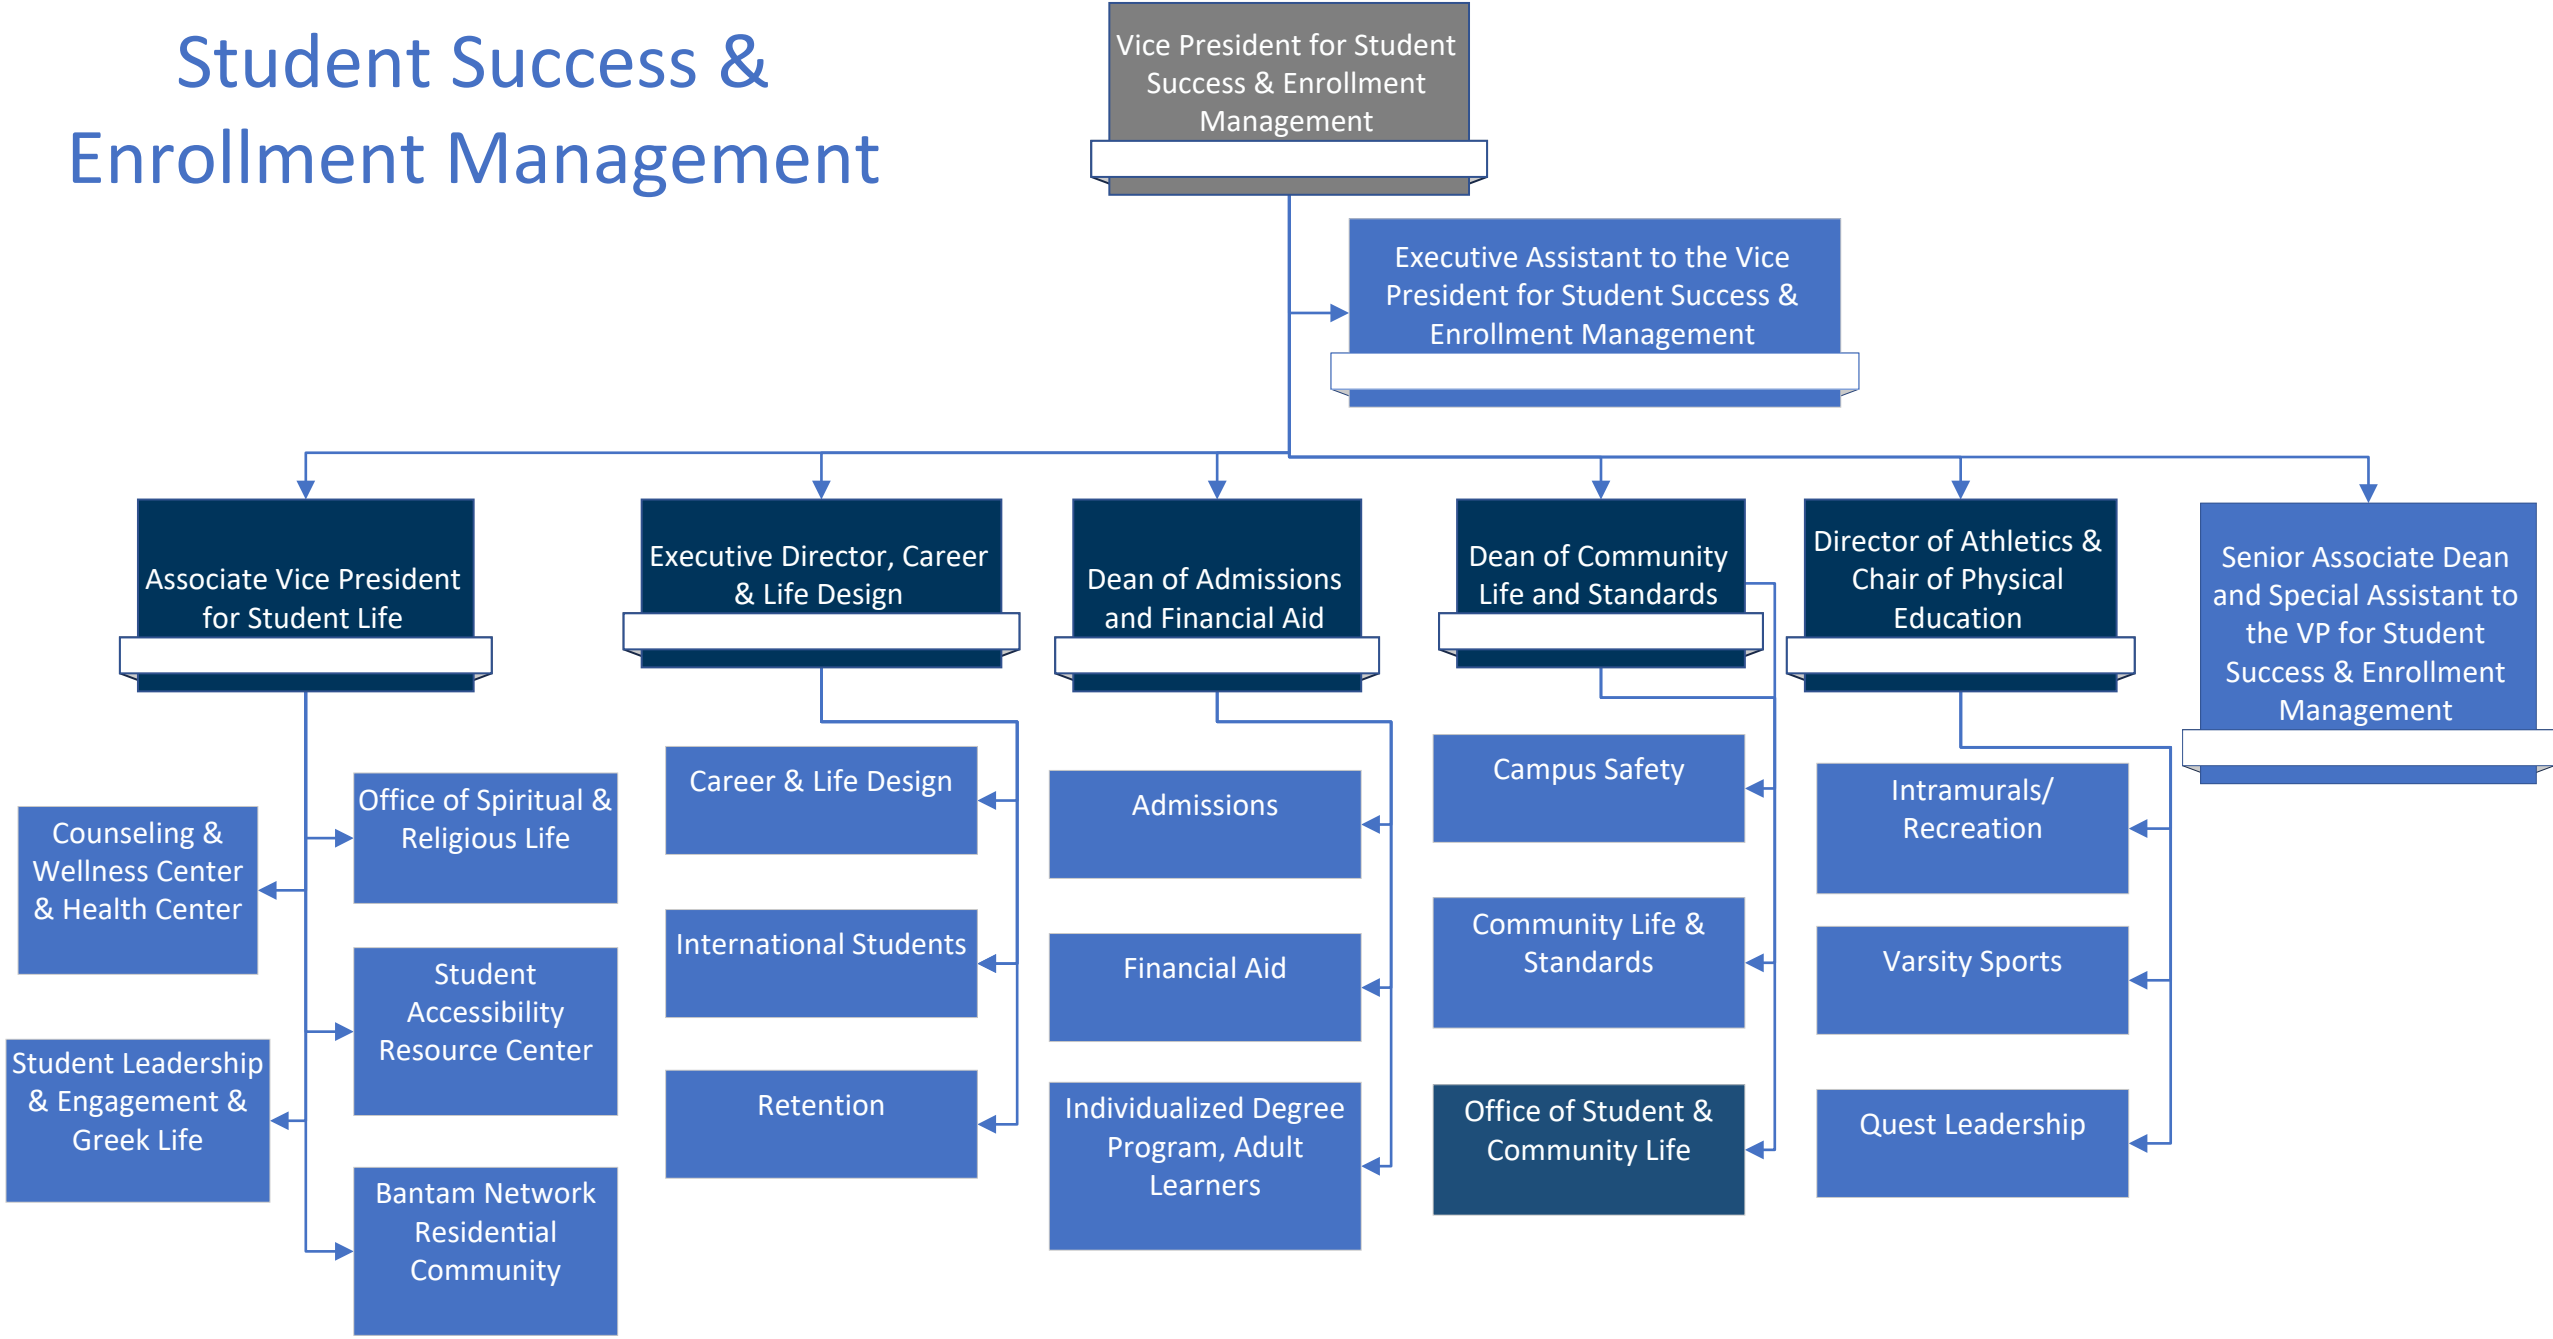 Student Success &
Enrollment Management
Vice President for Student
Success & Enrollment
Management
Executive Assistant to the Vice
President for Student Success &
Enrollment Management
Associate Vice President
for Student Life
Executive Director, Career
& Life Design
Dean of Admissions
and Financial Aid
Dean of Community
Life and Standards
Director of Athletics &
Chair of Physical
Education
Senior Associate Dean
and Special Assistant to
the VP for Student
Success & Enrollment
Management
Counseling &
Wellness Center
& Health Center
Student Leadership
& Engagement &
Greek Life
Office of Spiritual &
Religious Life
Student
Accessibility
Resource Center
Bantam Network
Residential
Community
Career & Life Design
International Students
Retention
Admissions
Financial Aid
Individualized Degree
Program, Adult
Learners
Campus Safety
Community Life &
Standards
Office of Student &
Community Life
Intramurals/
Recreation
Varsity Sports
Quest Leadership